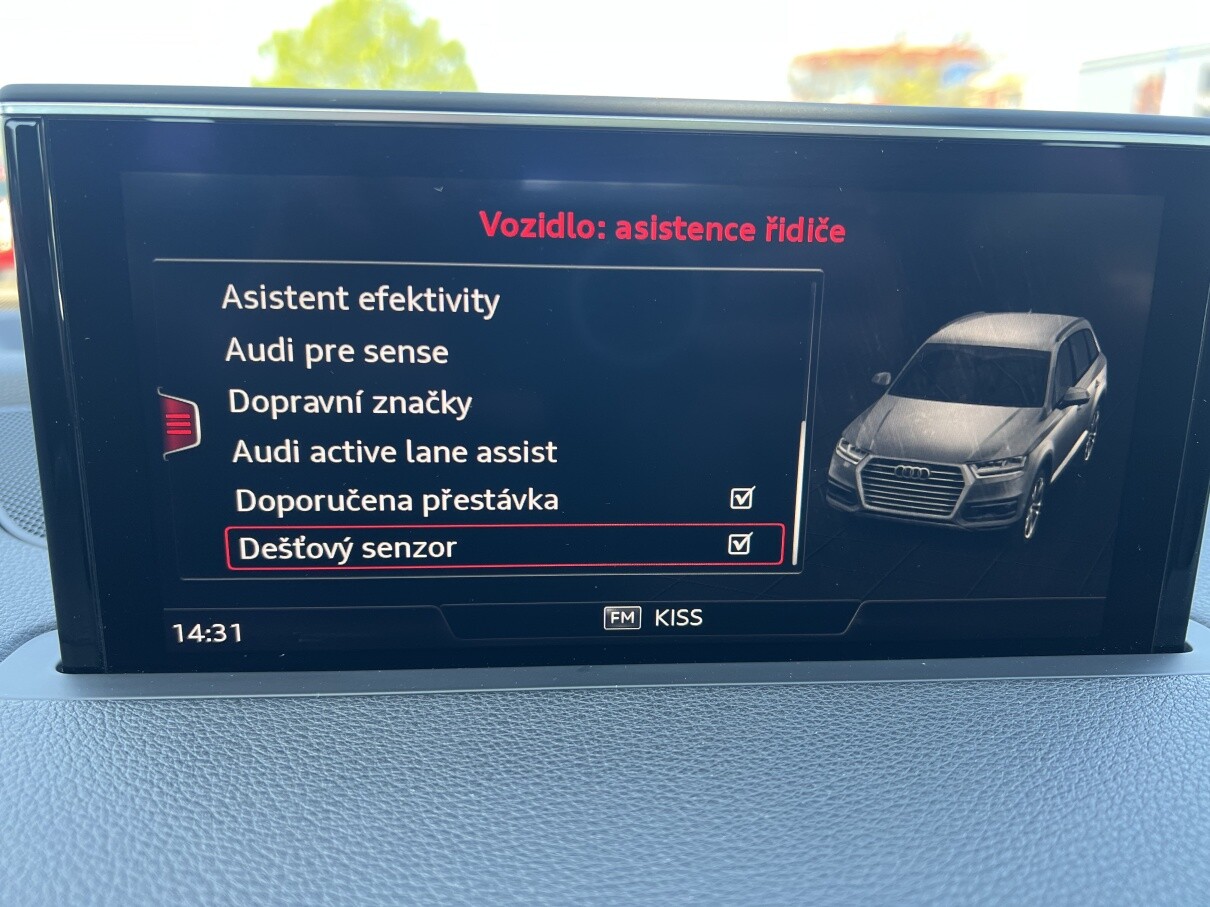 Vozidlo: asistence řidiče
Asistent efektivity
Audi pre sense
Dopravní značky
Audi active lane assist
Doporučena přestávka
Dešťový senzor
14:31
FM KISS